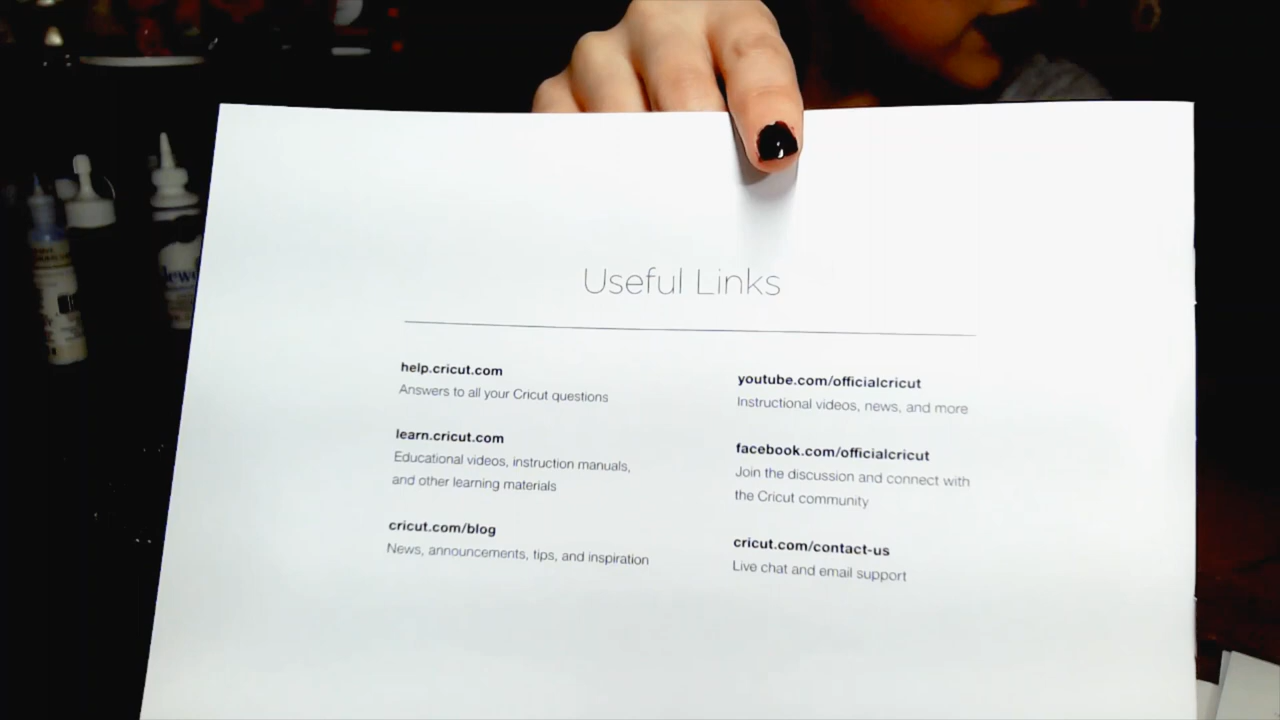 Useful Links
help.cricut.com
Answers to all your Cricut questions
learn.cricut.com
Educational videos, instruction manuals,
and other learning materials
cricut.com/blog
News, announcements, tips, and inspiration
youtube.com/officialcricut
Instructional videos, news, and more
facebook.com/officialcricut
Join the discussion and connect with
the Cricut community
cricut.com/contact-us
Live chat and email support